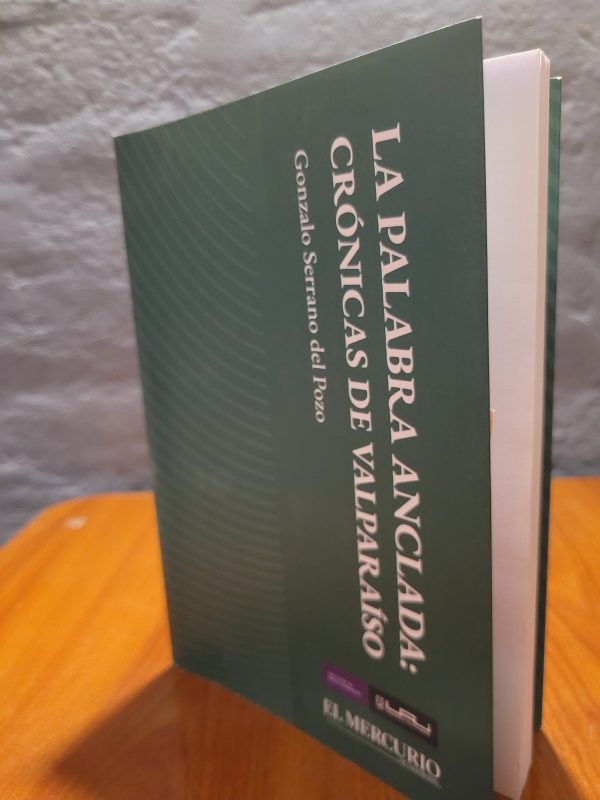 LA PALABRA ANCLADA:
CRÓNICAS DE VALPARAÍSO
Gonzalo Serrano del Pozo
EL MERCURIO